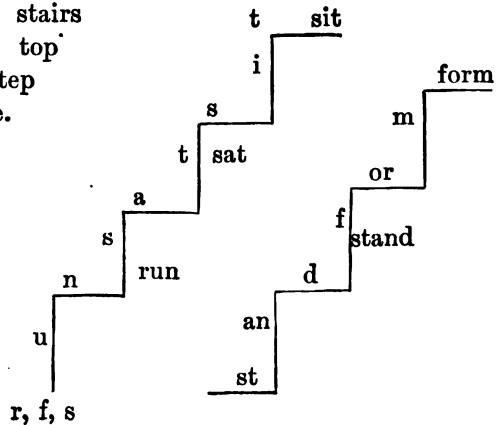 stairs
top
tep
e.
t sit
i
s
t sat
a
s
run
n
u
r, f, s
form
m
or
f
stand
d
an
st